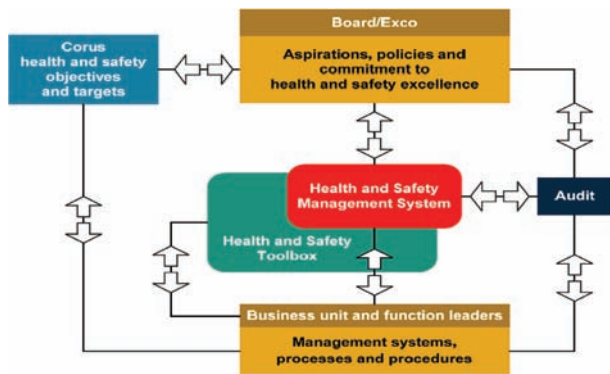 Board/Exco
Corus
health and safety
objectives
and targets
Aspirations, policies and
commitment to
health and safety excellence
Health and Safety
Management System
Audit
Health and Safety
Toolbox
Business unit and function leaders
Management systems,
processes and procedures